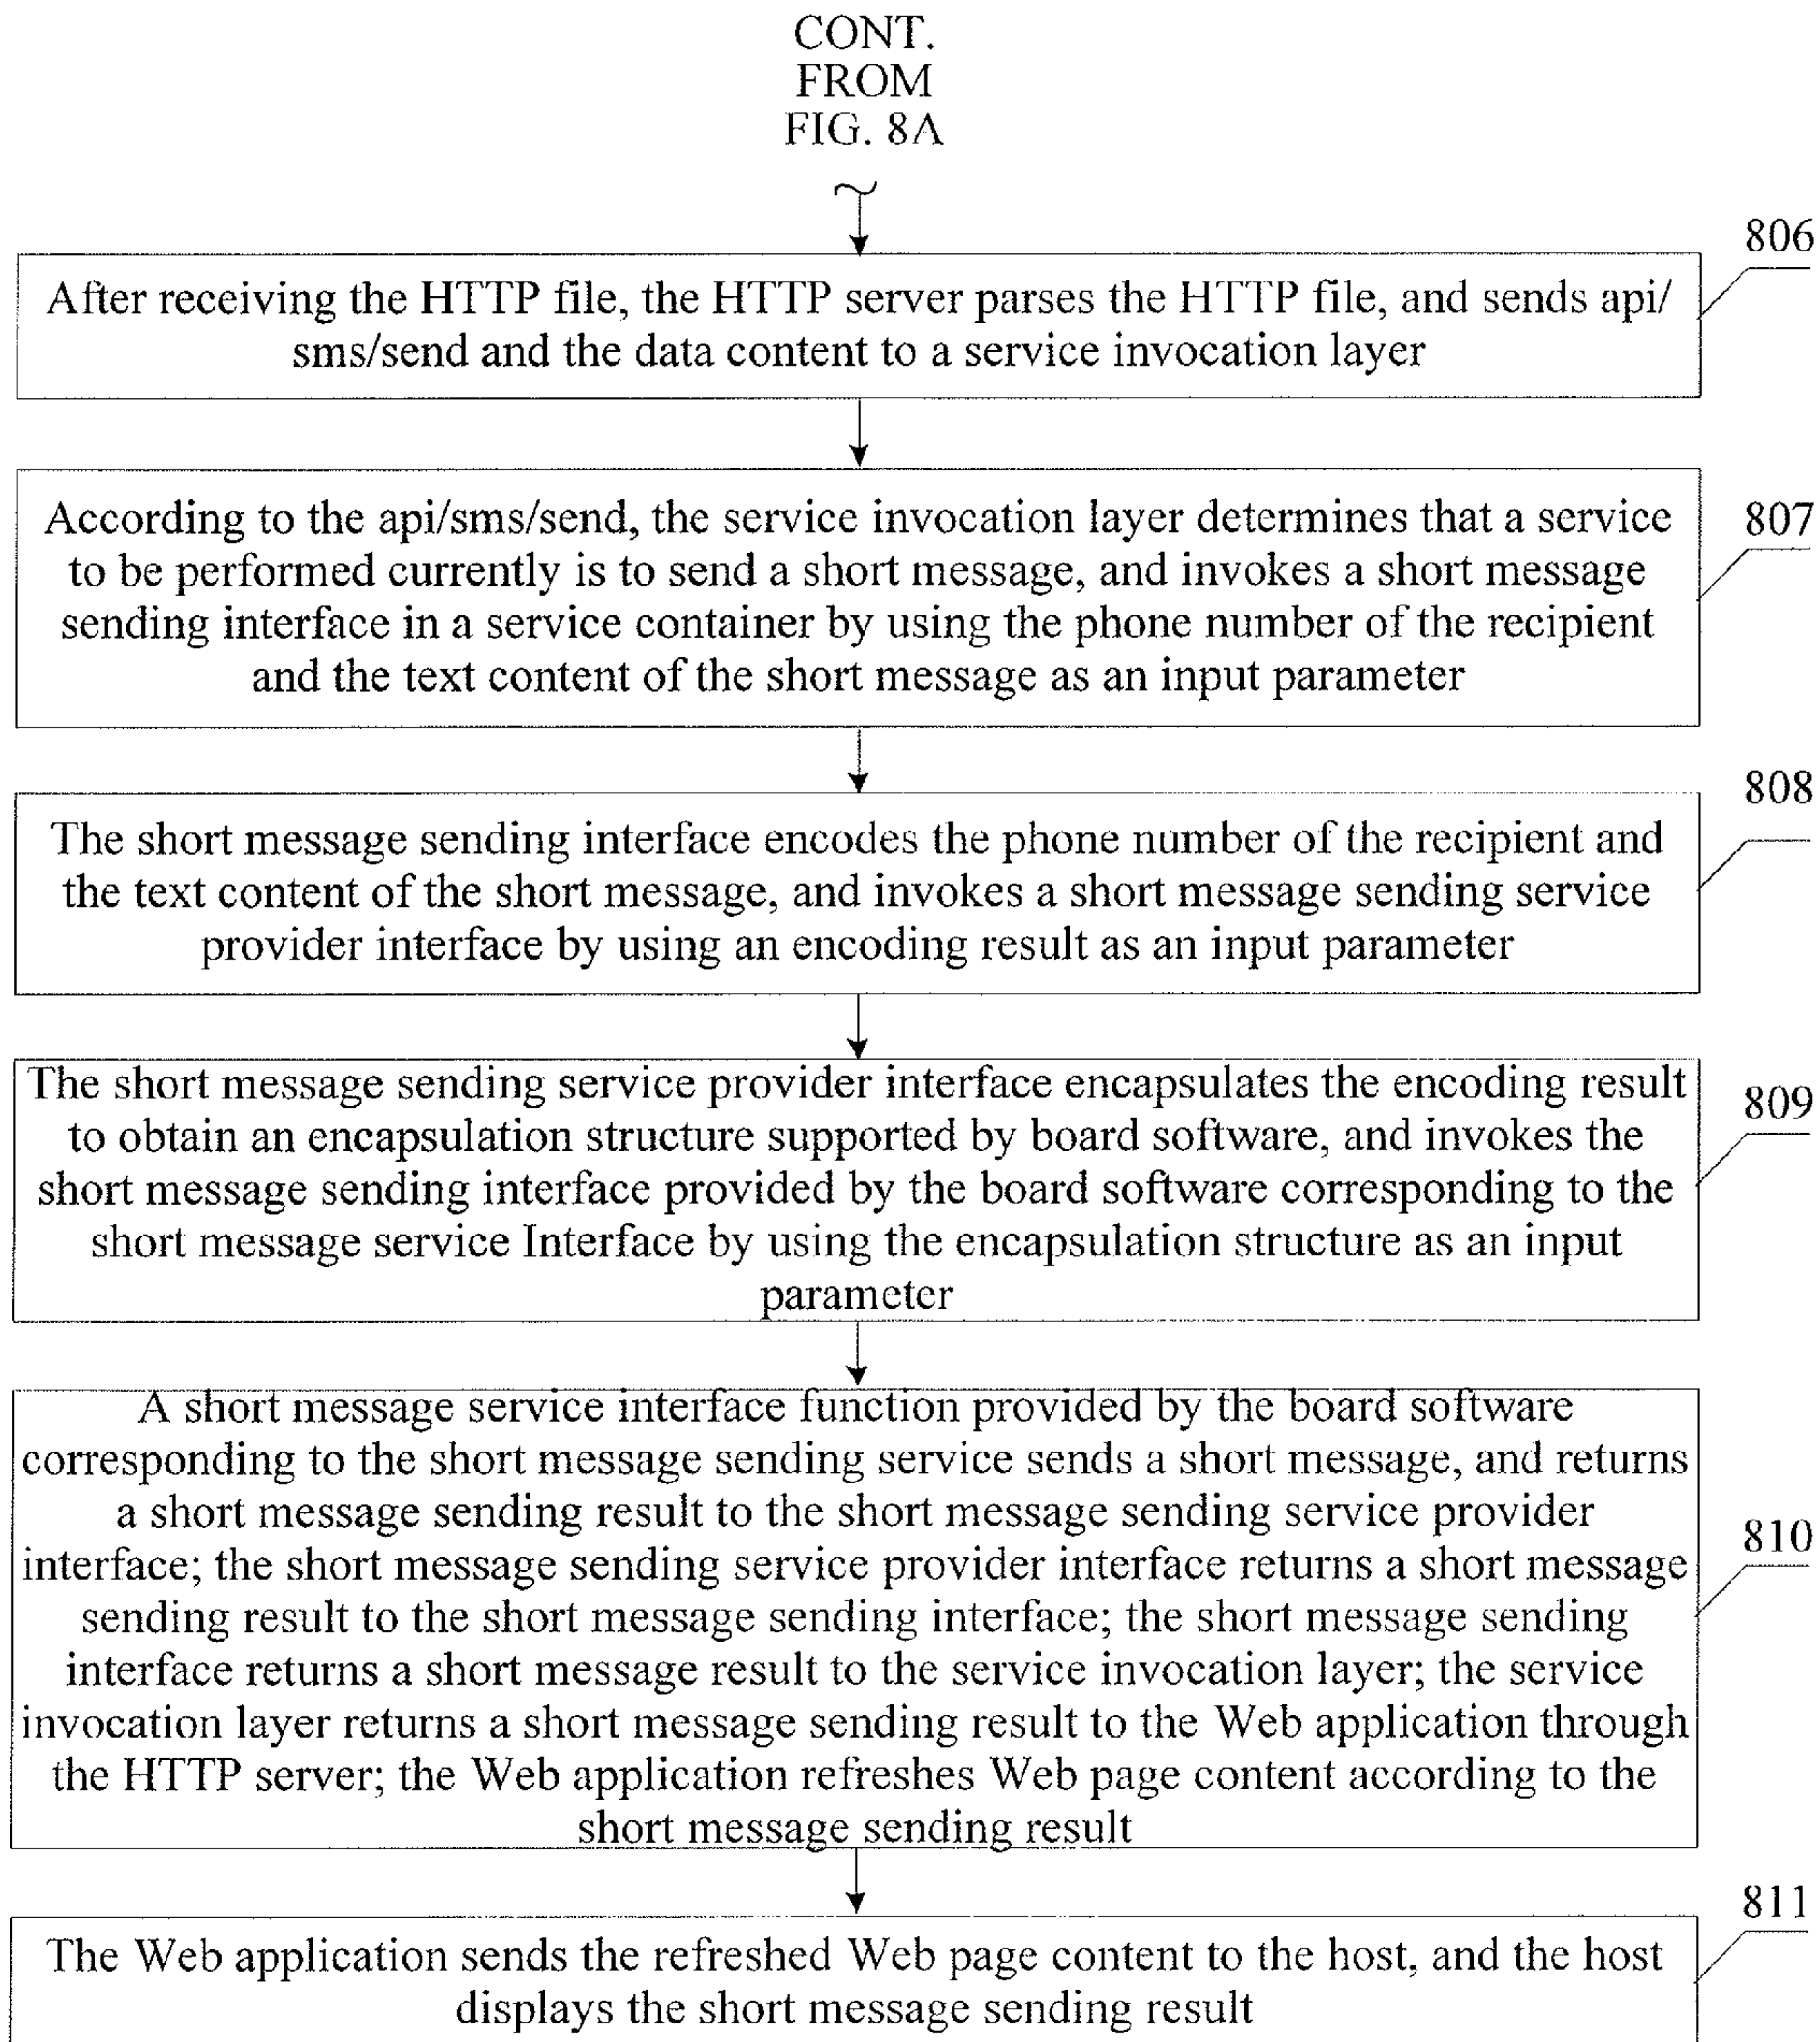 CONT.
FROM
FIG. 8A
806
After receiving the HTTP file, the HTTP server parses the HTTP file, and sends api/
sms/send and the data content to a service invocation layer
807
According to the api/sms/send, the service invocation layer determines that a service
to be performed currently is to send a short message, and invokes a short message
sending interface in a service container by using the phone number of the recipient
and the text content of the short message as an input parameter
808
The short message sending interface encodes the phone number of the recipient and
the text content of the short message, and invokes a short message sending service
provider interface by using an encoding result as an input parameter
809
The short message sending service provider interface encapsulates the encoding result
to obtain an encapsulation structure supported by board software, and invokes the
short message sending interface provided by the board software corresponding to the
short message service Interface by using the encapsulation structure as an input
parameter
810
A short message service interface function provided by the board software
corresponding to the short message sending service sends a short message, and returns
a short message sending result to the short message sending service provider
interface; the short message sending service provider interface returns a short message
sending result to the short message sending interface; the short message sending
interface returns a short message result to the service invocation layer; the service
invocation layer returns a short message sending result to the Web application through
the HTTP server; the Web application refreshes Web page content according to the
short message sending result
811
The Web application sends the refreshed Web page content to the host, and the host
displays the short message sending result